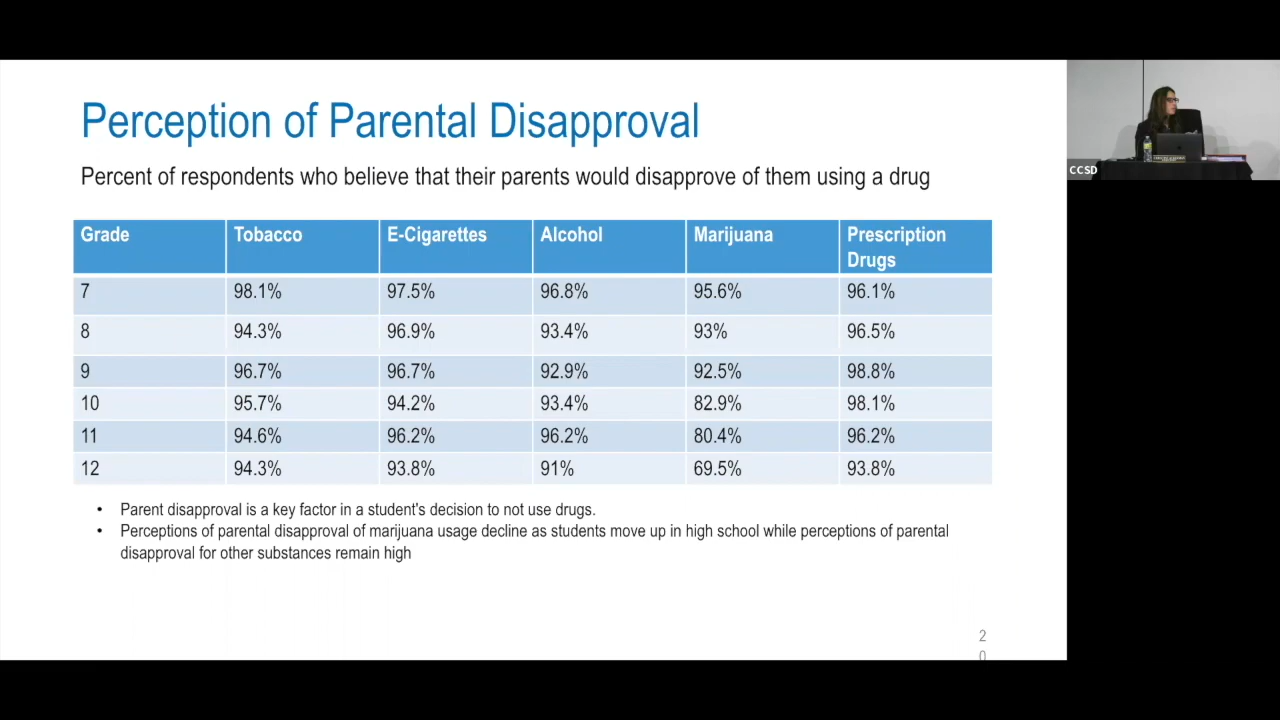 Perception of Parental Disapproval
Percent of respondents who believe that their parents would disapprove of them using a drug
Grade Tobacco E-Cigarettes Alcohol Marijuana Prescription Drugs
7 98.1% 97.5% 96.8% 95.6% 96.1%
8 94.3% 96.9% 93.4% 93% 96.5%
9 96.7% 96.7% 92.9% 92.5% 98.8%
10 95.7% 94.2% 93.4% 82.9% 98.1%
11 94.6% 96.2% 96.2% 80.4% 96.2%
12 94.3% 93.8% 91% 69.5% 93.8%
• Parent disapproval is a key factor in a student's decision to not use drugs.
• Perceptions of parental disapproval of marijuana usage decline as students move up in high school while perceptions of parental
disapproval for other substances remain high
2
0
CCSD